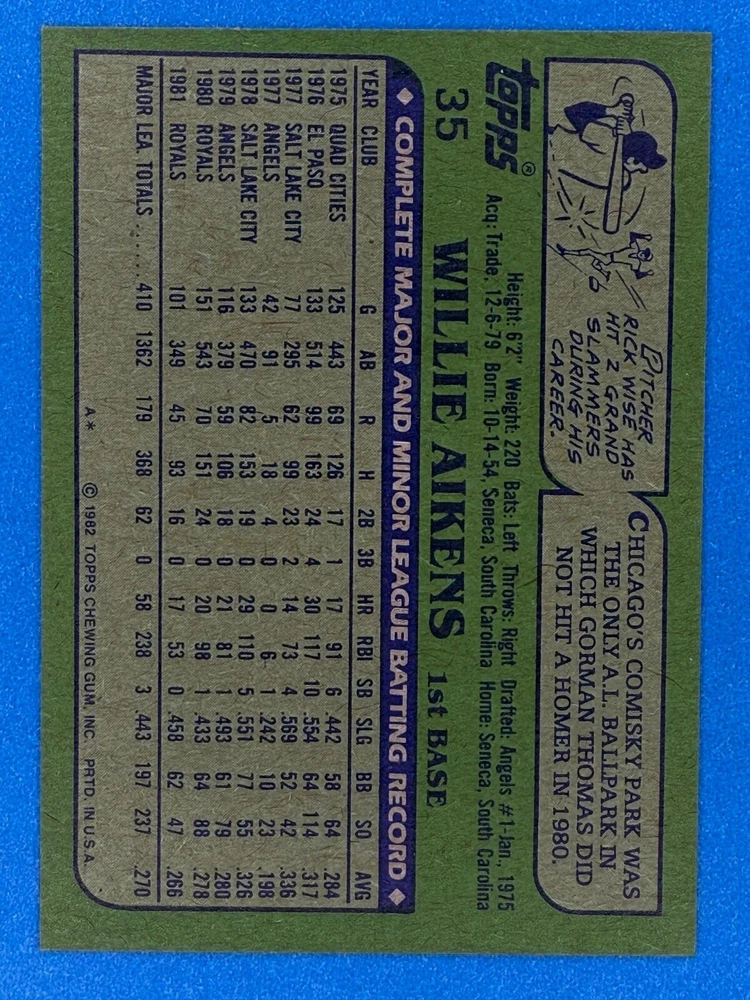 PITCHER
RICK WISE HAS
HIT 2 GRAND
SLAMMERS
DURING HIS
CAREER.
CHICAGO'S COMISKY PARK WAS
THE ONLY A.L. BALLPARK IN
WHICH GORMAN THOMAS DID
NOT HIT A HOMER IN 1980.
topps®
Height: 6'2" Weight: 220 Bats: Left Throws: Right Drafted: Angels #1-Jan., 1975
Acq: Trade, 12-6-79 Born: 10-14-54, Seneca, South Carolina Home: Seneca, South Carolina
35 WILLIE AIKENS 1st BASE
◆ COMPLETE MAJOR AND MINOR LEAGUE BATTING RECORD ◆
YEAR CLUB G AB R H 2B 3B HR RBI SB SLG BB SO AVG
1975 QUAD CITIES 125 443 69 126 17 1 17 91 6 .442 58 64 .284
1976 EL PASO 133 514 99 163 24 4 30 117 10 .554 64 114 .317
1977 SALT LAKE CITY 77 295 62 99 23 2 14 73 4 .569 52 42 .336
1977 ANGELS 42 91 5 18 4 0 0 6 1 .242 10 23 .198
1978 SALT LAKE CITY 133 470 82 153 19 0 29 110 5 .551 77 55 .326
1979 ANGELS 116 379 59 106 18 0 21 81 1 .493 61 79 .280
1980 ROYALS 151 543 70 151 24 0 20 98 1 .433 64 88 .278
1981 ROYALS 101 349 45 93 16 0 17 53 0 .458 62 47 .266
MAJOR LEA. TOTALS ...... 410 1362 179 368 62 0 58 238 3 .443 197 237 .270
A* © 1982 TOPPS CHEWING GUM, INC. PRTD. IN U.S.A.